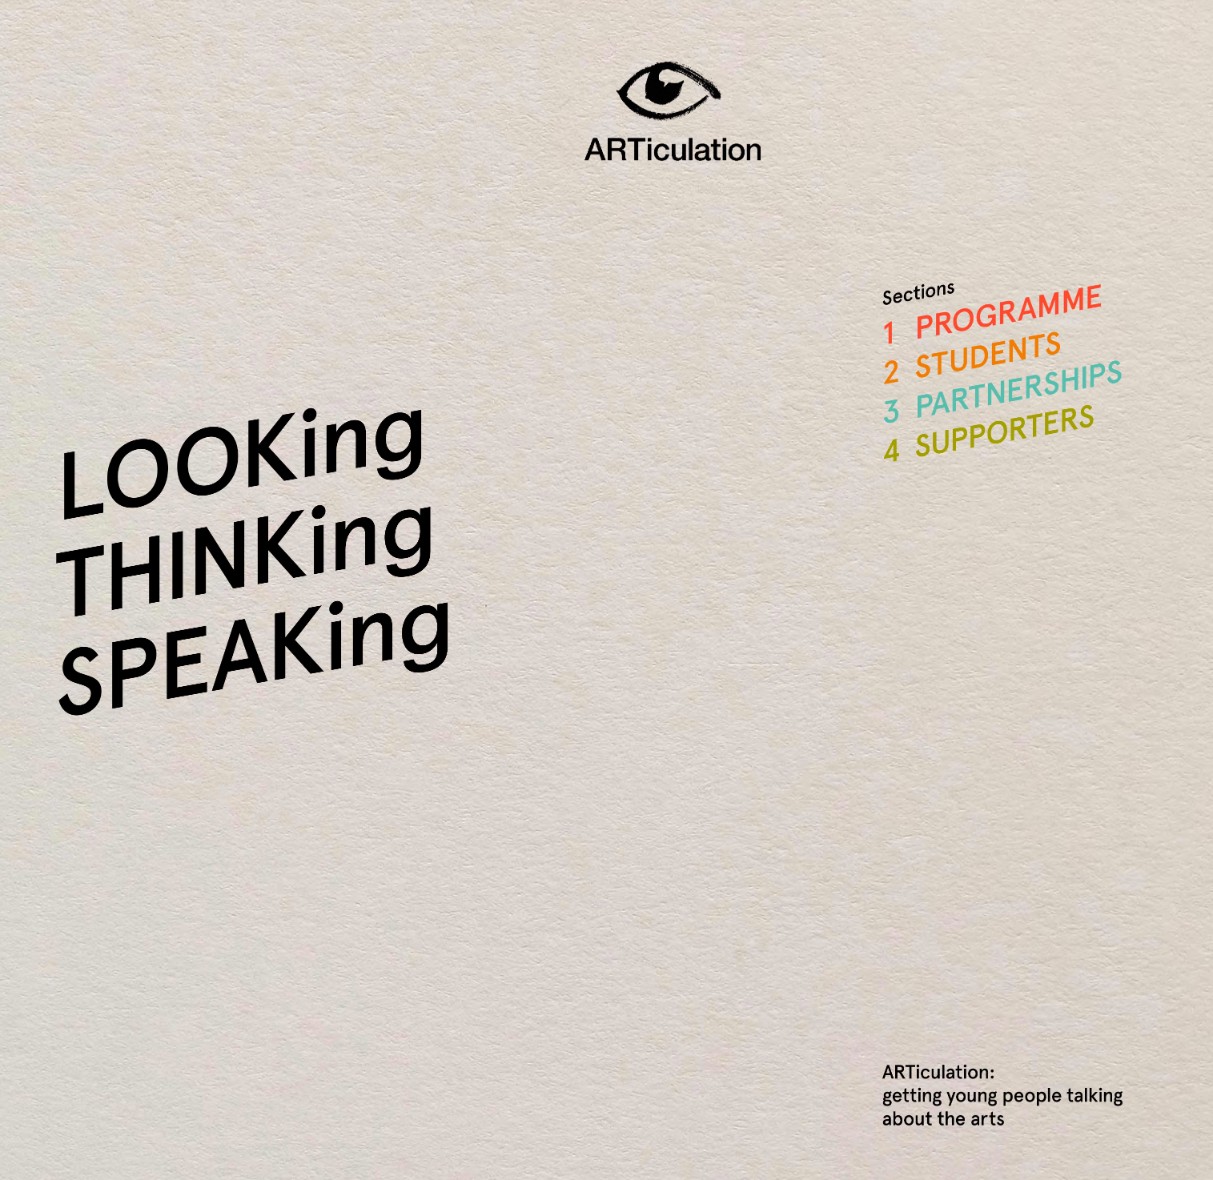 ARTiculation
Sections
1 PROGRAMME
2 STUDENTS
3 PARTNERSHIPS
4 SUPPORTERS
LOOKing
THINKing
SPEAKing
ARTiculation:
getting young people talking
about the arts